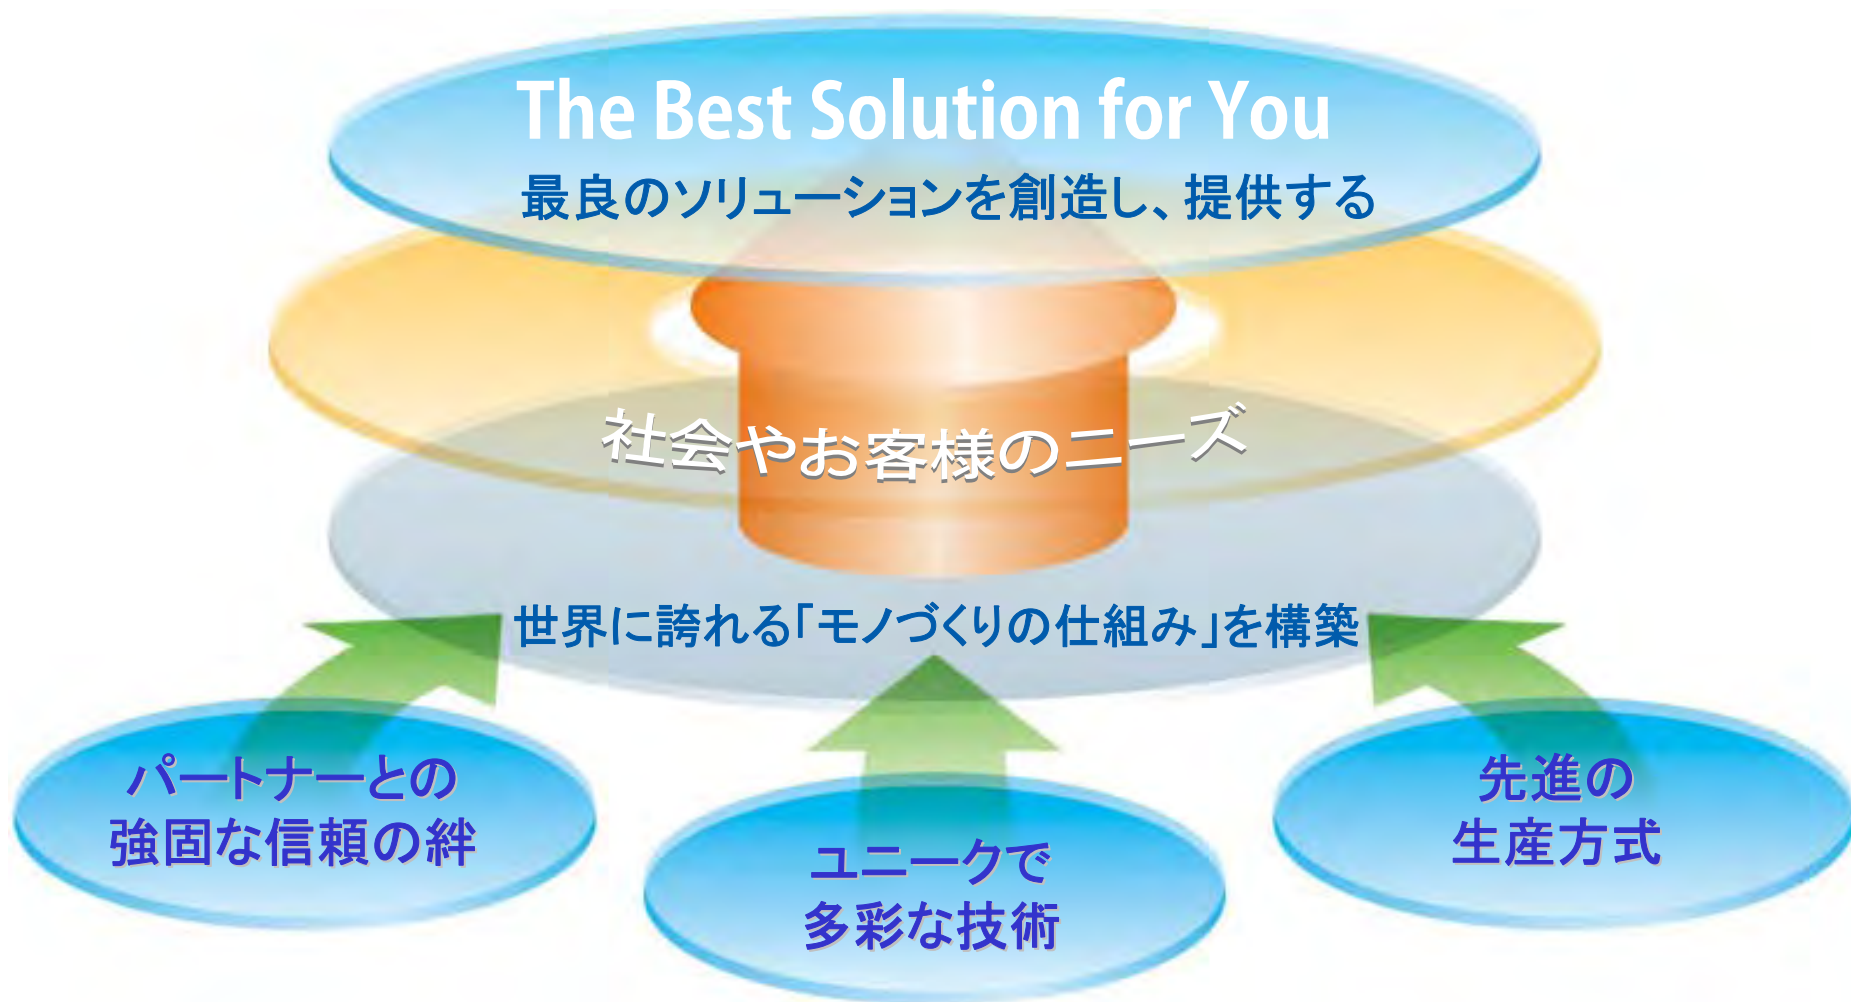 The Best Solution for You
最良のソリューションを創造し、提供する
社会やお客様のニーズ
世界に誇れる「モノづくりの仕組み」を構築
パートナーとの
強固な信頼の絆
ユニークで
多彩な技術
先進の
生産方式